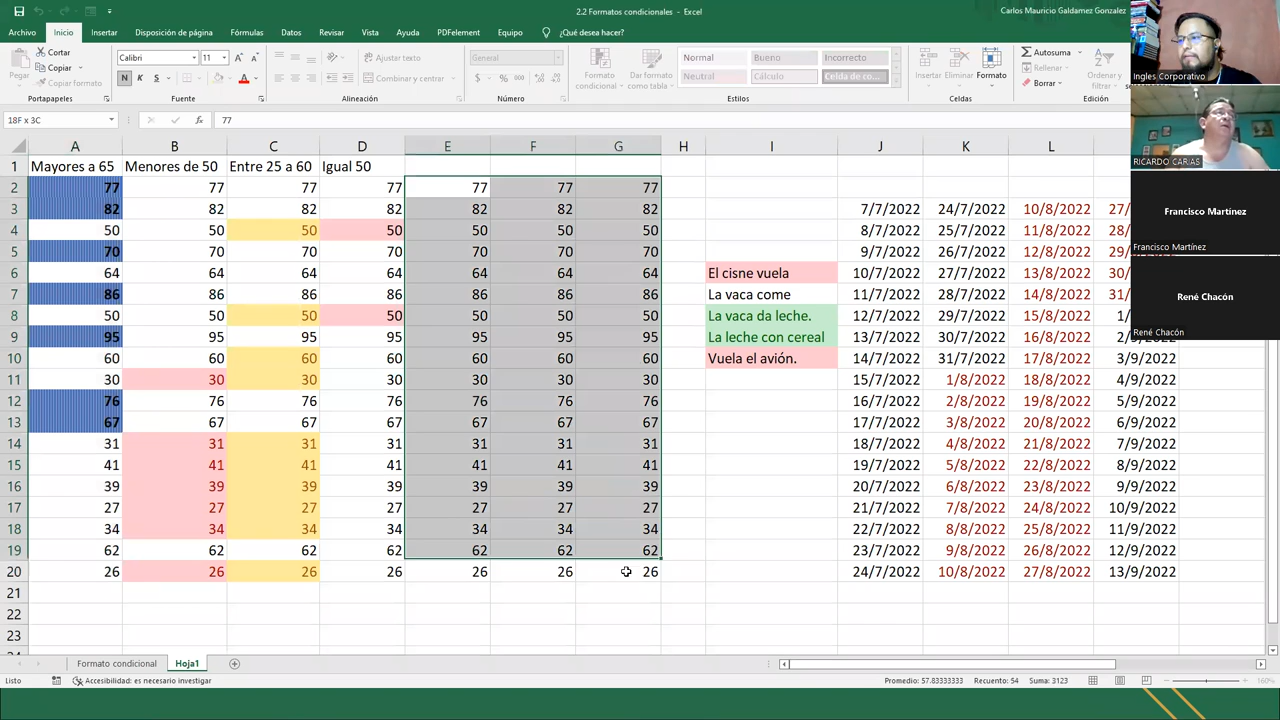 2.2 Formatos condicionales - Excel
Carlos Mauricio Galdamez Gonzalez
Archivo Inicio Insertar Disposición de página Fórmulas Datos Revisar Vista Ayuda PDFelement Equipo ¿Qué desea hacer?
Pegar
Cortar
Copiar
Copiar formato
Portapapeles
Calibri 11
N K S
Fuente
Ajustar texto
Combinar y centrar
Alineación
Número
Formato condicional
Dar formato como tabla
Normal Bueno Incorrecto
Neutral Cálculo Celda de co...
Estilos
Insertar Eliminar Formato
Celdas
Autosuma
Rellenar
Borrar
Ordenar y
Edición
18F x 3C fx 77
A B C D E F G H I J K L
1 Mayores a 65 Menores de 50 Entre 25 a 60 Igual 50
2 77 77 77 77 77 77 77
3 82 82 82 82 82 82 82 7/7/2022 24/7/2022 10/8/2022 27/
4 50 50 50 50 50 50 50 8/7/2022 25/7/2022 11/8/2022 28/
5 70 70 70 70 70 70 70 9/7/2022 26/7/2022 12/8/2022 29/
6 64 64 64 64 64 64 64 El cisne vuela 10/7/2022 27/7/2022 13/8/2022 30/
7 86 86 86 86 86 86 86 La vaca come 11/7/2022 28/7/2022 14/8/2022 31/
8 50 50 50 50 50 50 50 La vaca da leche. 12/7/2022 29/7/2022 15/8/2022 1/
9 95 95 95 95 95 95 95 La leche con cereal 13/7/2022 30/7/2022 16/8/2022 2/
10 60 60 60 60 60 60 60 Vuela el avión. 14/7/2022 31/7/2022 17/8/2022 3/9/2022
11 30 30 30 30 30 30 30 15/7/2022 1/8/2022 18/8/2022 4/9/2022
12 76 76 76 76 76 76 76 16/7/2022 2/8/2022 19/8/2022 5/9/2022
13 67 67 67 67 67 67 67 17/7/2022 3/8/2022 20/8/2022 6/9/2022
14 31 31 31 31 31 31 31 18/7/2022 4/8/2022 21/8/2022 7/9/2022
15 41 41 41 41 41 41 41 19/7/2022 5/8/2022 22/8/2022 8/9/2022
16 39 39 39 39 39 39 39 20/7/2022 6/8/2022 23/8/2022 9/9/2022
17 27 27 27 27 27 27 27 21/7/2022 7/8/2022 24/8/2022 10/9/2022
18 34 34 34 34 34 34 34 22/7/2022 8/8/2022 25/8/2022 11/9/2022
19 62 62 62 62 62 62 62 23/7/2022 9/8/2022 26/8/2022 12/9/2022
20 26 26 26 26 26 26 26 24/7/2022 10/8/2022 27/8/2022 13/9/2022
21
22
23
Formato condicional Hoja1
Listo Accesibilidad: es necesario investigar Promedio: 57.83333333 Recuento: 54 Suma: 3123 160%
Ingles Corporativo
RICARDO CARIAS
Francisco Martínez
Francisco Martínez
René Chacón
René Chacón